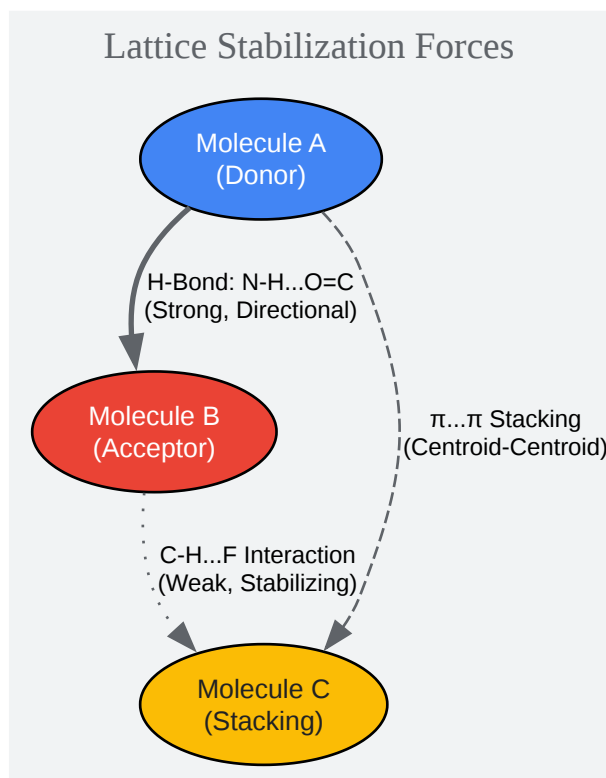 Lattice Stabilization Forces
Molecule A
(Donor)
H-Bond: N-H...O=C
(Strong, Directional)
Molecule B
(Acceptor)
π...π Stacking
(Centroid-Centroid)
C-H...F Interaction
(Weak, Stabilizing)
Molecule C
(Stacking)